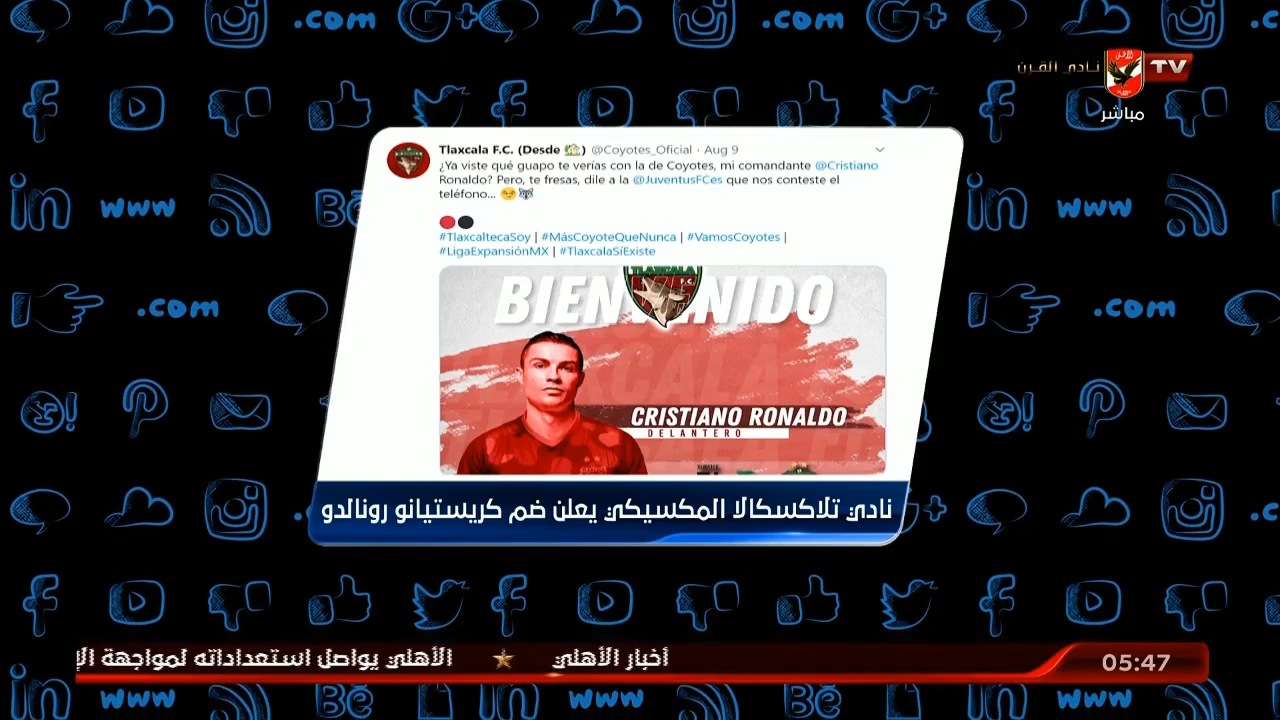 نادي القرن
TV
مباشر
Tlaxcala F.C. (Desde 🏡) @Coyotes_Oficial · Aug 9
¿Ya viste qué guapo te verías con la de Coyotes, mi comandante @Cristiano
Ronaldo? Pero, te fresas, dile a la @JuventusFCes que nos conteste el
teléfono... 😏🐺
🔴⚫
#TlaxcaltecaSoy | #MásCoyoteQueNunca | #VamosCoyotes |
#LigaExpansiónMX | #TlaxcalaSíExiste
TLAXCALA
F.C.
BIENVENIDO
CRISTIANO RONALDO
DELANTERO
نادي تلاكسكالا المكسيكي يعلن ضم كريستيانو رونالدو
أخبار الأهلي ★ الأهلي يواصل استعداداته لمواجهة
05:47
.com
www